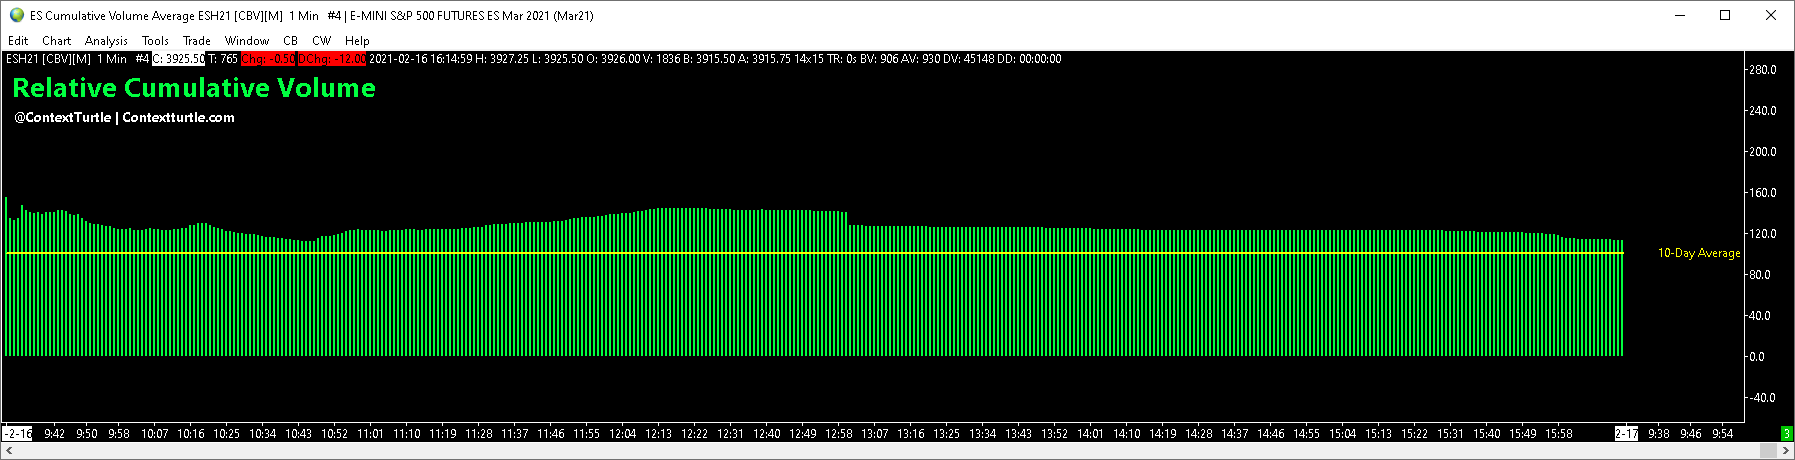 ES Cumulative Volume Average ESH21 [CBV][M] 1 Min #4 | E-MINI S&P 500 FUTURES ES Mar 2021 (Mar21)
Edit Chart Analysis Tools Trade Window CB CW Help
ESH21 [CBV][M] 1 Min #4 C: 3925.50 T: 765 Chg: -0.50 DChg: -12.00 2021-02-16 16:14:59 H: 3927.25 L: 3925.50 O: 3926.00 V: 1836 B: 3915.50 A: 3915.75 14x15 TR: 0s BV: 906 AV: 930 DV: 45148 DD: 00:00:00
Relative Cumulative Volume
@ContextTurtle | Contextturtle.com
280.0
240.0
200.0
160.0
120.0
10-Day Average
80.0
40.0
0.0
-40.0
-2-16 9:42 9:50 9:58 10:07 10:16 10:25 10:34 10:43 10:52 11:01 11:10 11:19 11:28 11:37 11:46 11:55 12:04 12:13 12:22 12:31 12:40 12:49 12:58 13:07 13:16 13:25 13:34 13:43 13:52 14:01 14:10 14:19 14:28 14:37 14:46 14:55 15:04 15:13 15:22 15:31 15:40 15:49 15:58 2-17 9:38 9:46 9:54 3